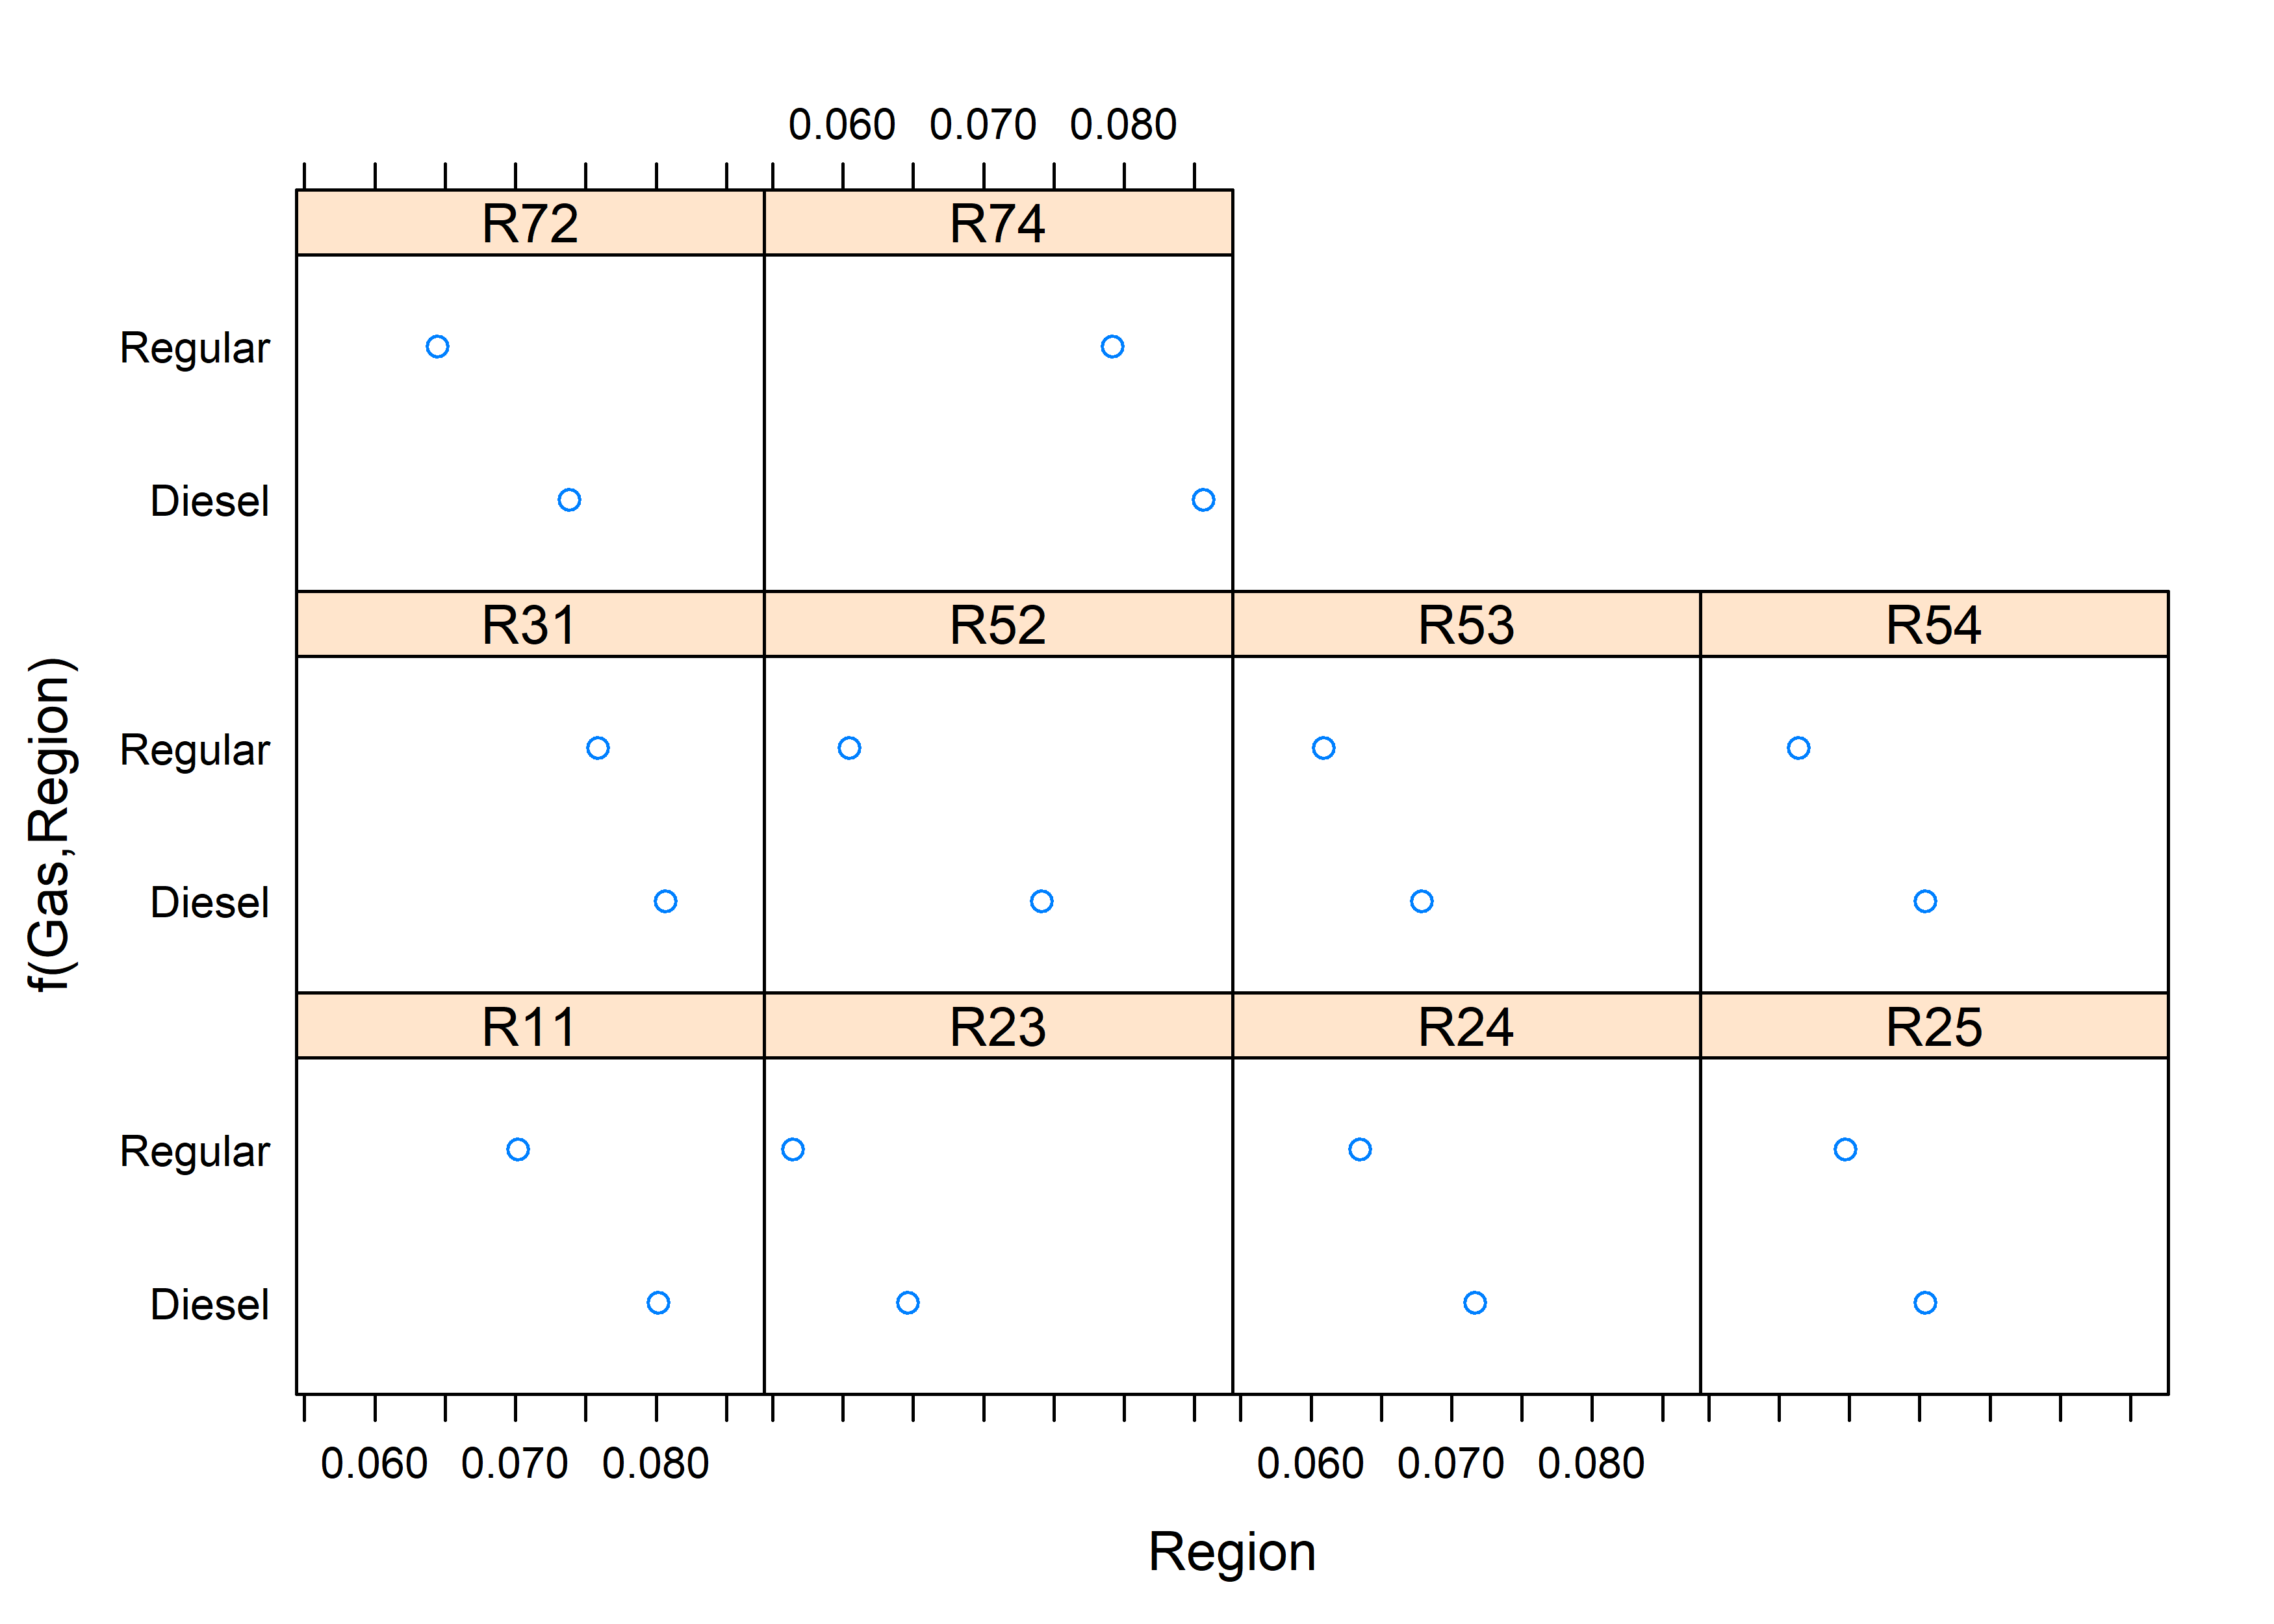 0.060 0.070 0.080
R72 R74
Regular
Diesel
R31 R52 R53 R54
Regular
Diesel
R11 R23 R24 R25
Regular
Diesel
0.060 0.070 0.080 0.060 0.070 0.080
Region
f(Gas,Region)